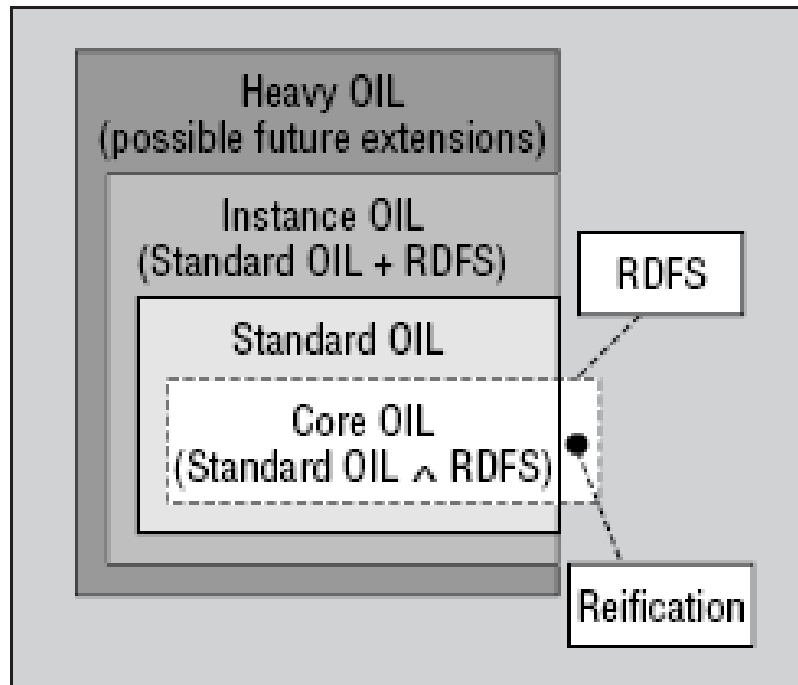 Heavy OIL
(possible future extensions)
Instance OIL
(Standard OIL + RDFS)
RDFS
Standard OIL
Core OIL
(Standard OIL ∧ RDFS)
Reification